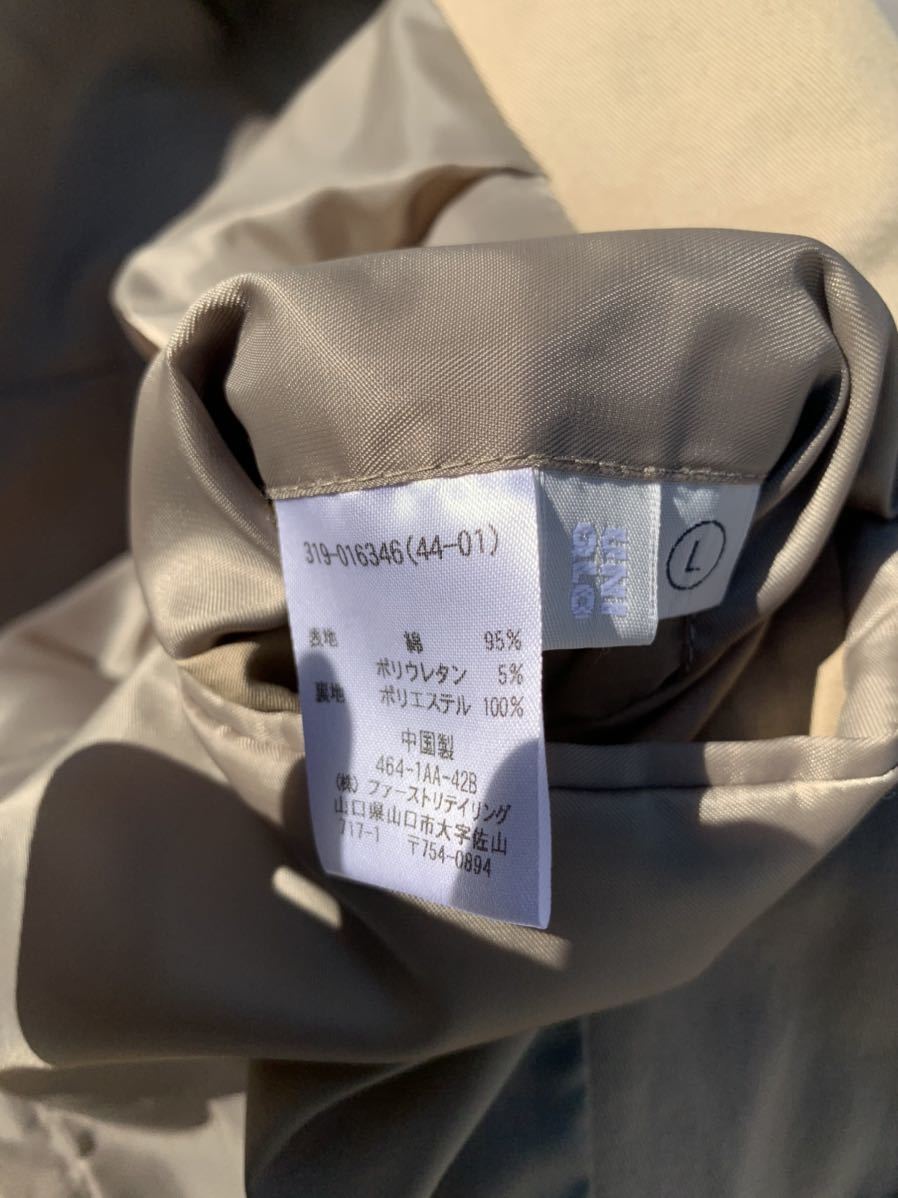 319-016346(44-01)
表地 綿 95%
ポリウレタン 5%
裏地 ポリエステル 100%
中国製
464-1AA-42B
(株) ファーストリテイリング
山口県山口市大字佐山
717-1 〒754-0894
UNI
QLO
L